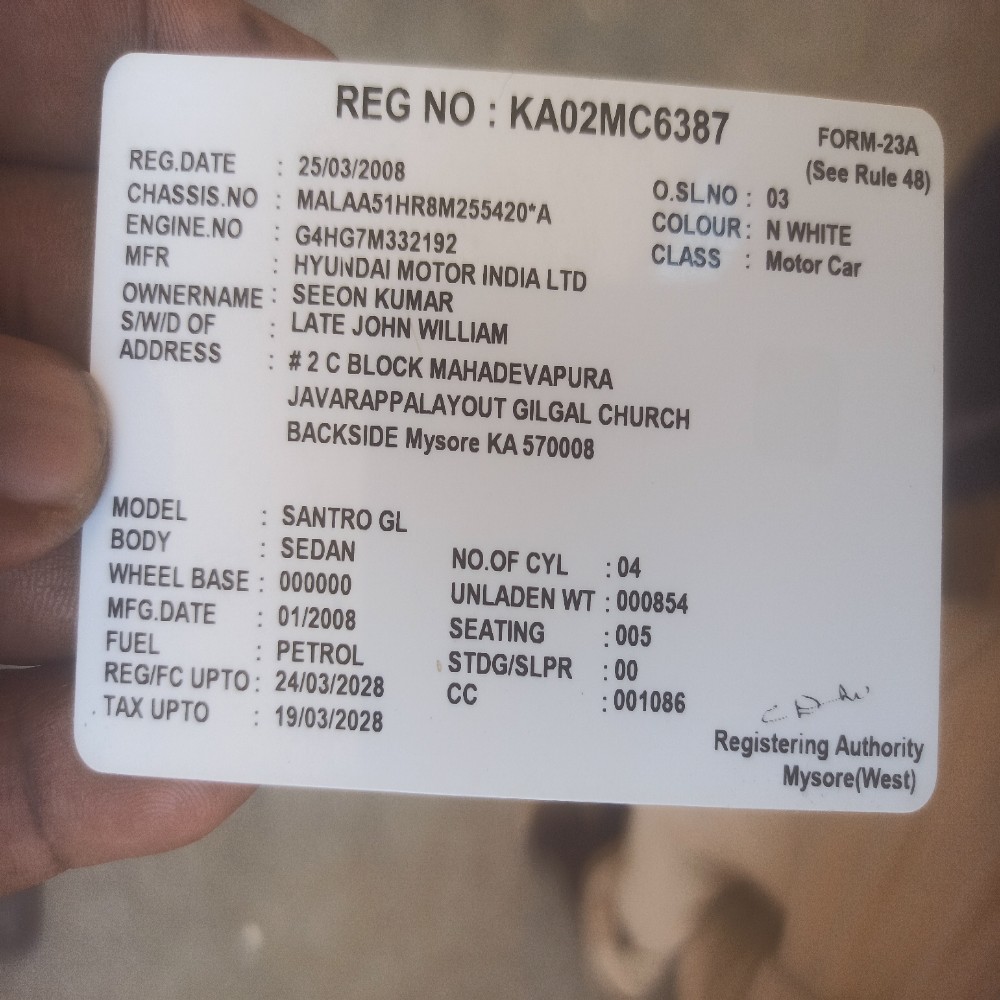 REG NO : KA02MC6387
FORM-23A
(See Rule 48)
REG.DATE : 25/03/2008
CHASSIS.NO : MALAA51HR8M255420*A
O.SLNO : 03
ENGINE.NO : G4HG7M332192
COLOUR : N WHITE
MFR : HYUNDAI MOTOR INDIA LTD
CLASS : Motor Car
OWNERNAME : SEEON KUMAR
S/W/D OF : LATE JOHN WILLIAM
ADDRESS : # 2 C BLOCK MAHADEVAPURA
JAVARAPPALAYOUT GILGAL CHURCH
BACKSIDE Mysore KA 570008
MODEL : SANTRO GL
BODY : SEDAN
NO.OF CYL : 04
WHEEL BASE : 000000
UNLADEN WT : 000854
MFG.DATE : 01/2008
SEATING : 005
FUEL : PETROL
STDG/SLPR : 00
REG/FC UPTO : 24/03/2028
CC : 001086
TAX UPTO : 19/03/2028
Registering Authority
Mysore(West)